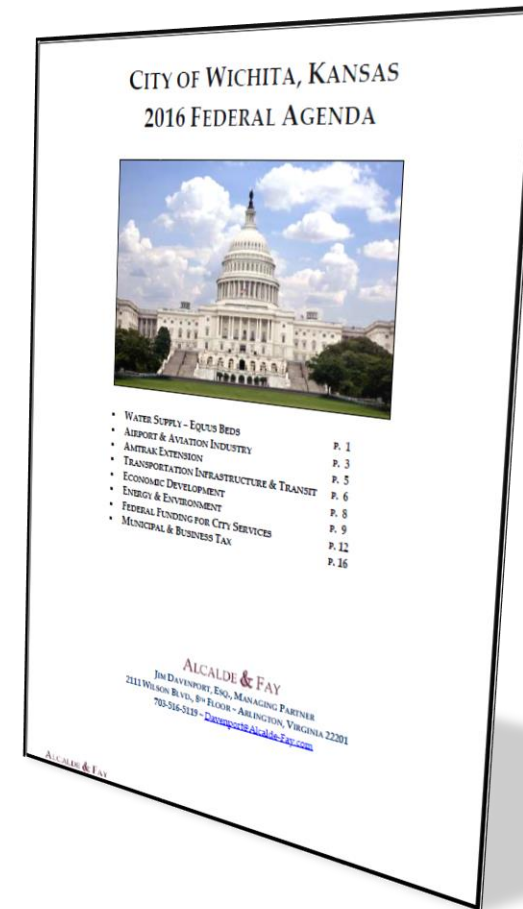 CITY OF WICHITA, KANSAS
2016 FEDERAL AGENDA
• WATER SUPPLY – EQUUS BEDS P. 1
• AIRPORT & AVIATION INDUSTRY P. 3
• AMTRAK EXTENSION P. 5
• TRANSPORTATION INFRASTRUCTURE & TRANSIT P. 6
• ECONOMIC DEVELOPMENT P. 8
• ENERGY & ENVIRONMENT P. 9
• FEDERAL FUNDING FOR CITY SERVICES P. 12
• MUNICIPAL & BUSINESS TAX P. 16
ALCALDE & FAY
JIM DAVENPORT, ESQ., MANAGING PARTNER
2111 WILSON BLVD., 8TH FLOOR – ARLINGTON, VIRGINIA 22201
703-516-5119 – Davenport@Alcalde-Fay.com
ALCALDE & FAY